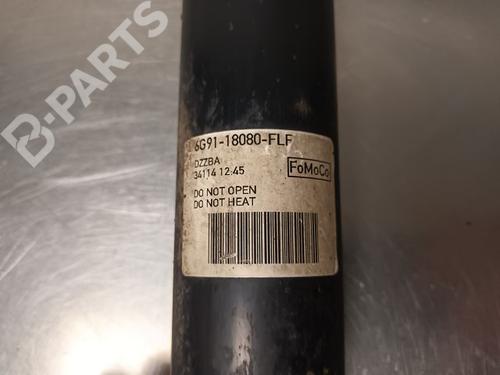 B-PARTS
6G91-18080-FLF
DZZBA
34114 12:45
FoMoCo
DO NOT OPEN
DO NOT HEAT